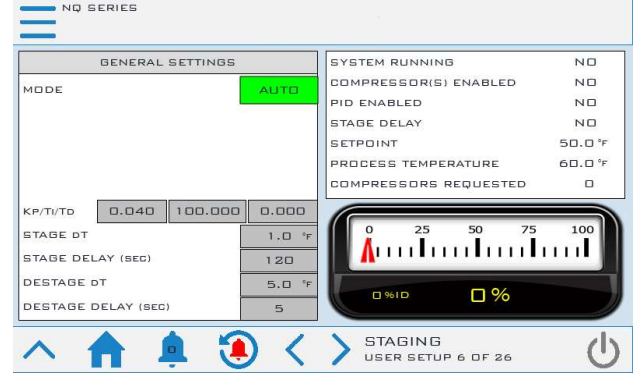 NQ SERIES
GENERAL SETTINGS
MODE AUTO
KP/TI/TD 0.040 100.000 0.000
STAGE DT 1.0 °F
STAGE DELAY (SEC) 120
DESTAGE DT 5.0 °F
DESTAGE DELAY (SEC) 5
SYSTEM RUNNING NO
COMPRESSOR(S) ENABLED NO
PID ENABLED NO
STAGE DELAY NO
SETPOINT 50.0 °F
PROCESS TEMPERATURE 60.0 °F
COMPRESSORS REQUESTED 0
0 25 50 75 100
0 %ID 0 %
0
STAGING
USER SETUP 6 OF 26